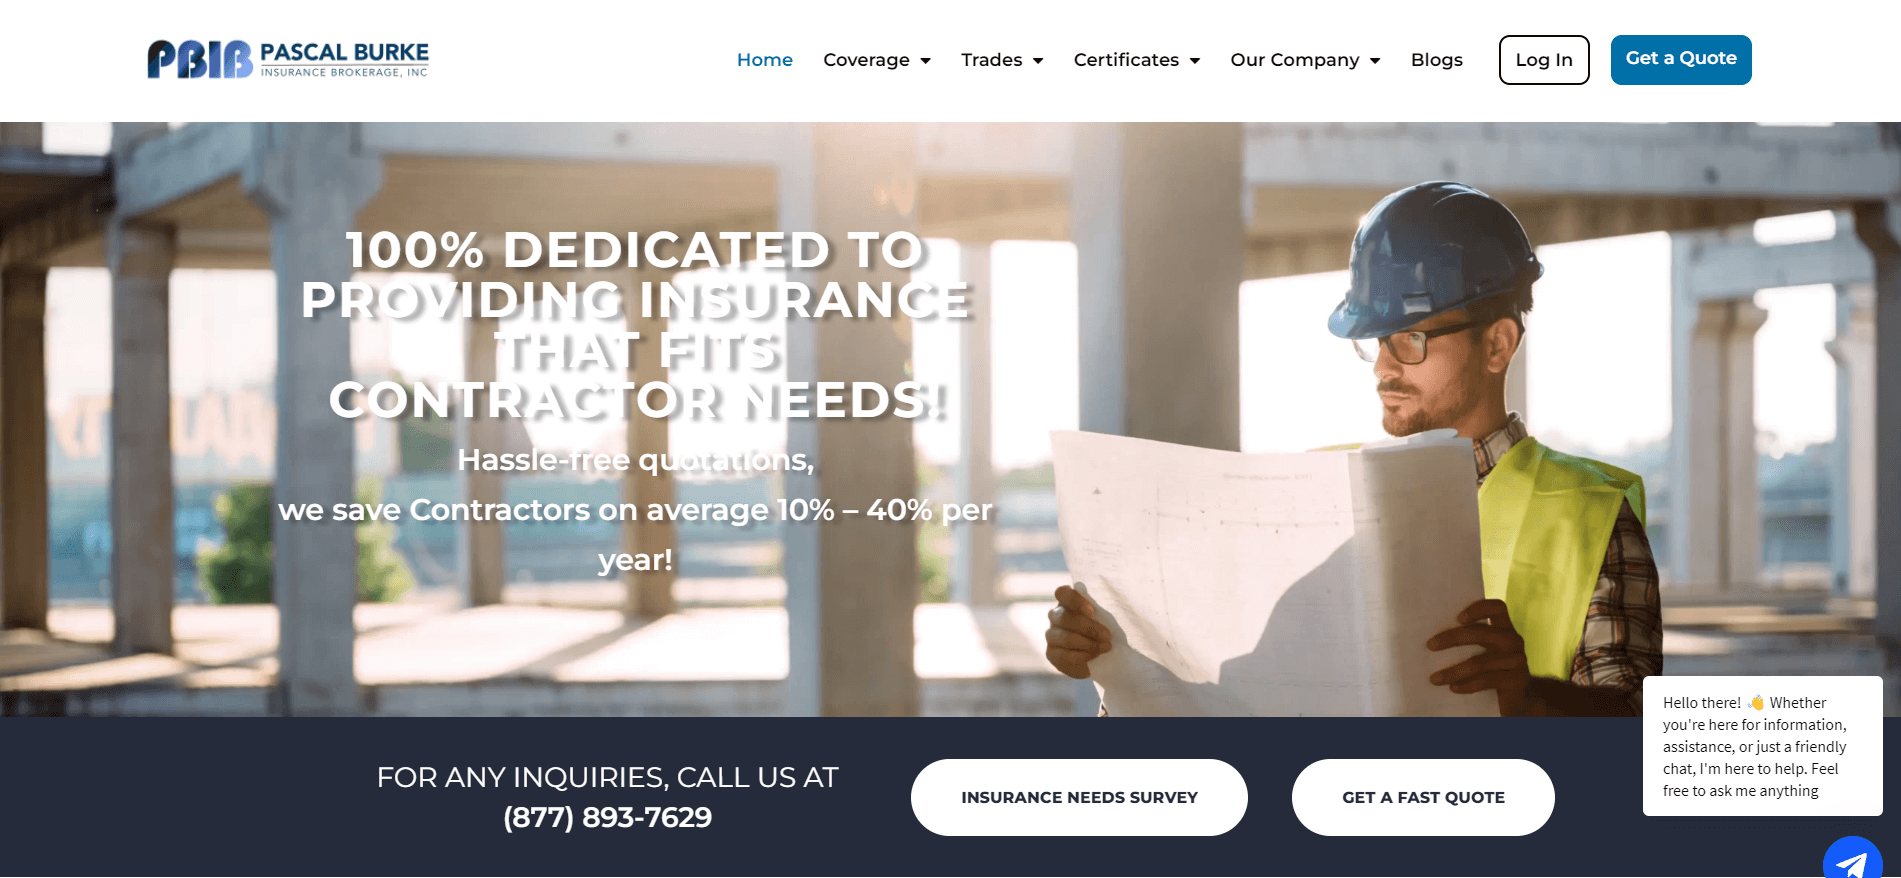 PBIB PASCAL BURKE
INSURANCE BROKERAGE, INC
Home Coverage Trades Certificates Our Company Blogs Log In Get a Quote
100% DEDICATED TO
PROVIDING INSURANCE
THAT FITS
CONTRACTOR NEEDS!
Hassle-free quotations,
we save Contractors on average 10% – 40% per
year!
FOR ANY INQUIRIES, CALL US AT
(877) 893-7629
INSURANCE NEEDS SURVEY
GET A FAST QUOTE
Hello there! 👋 Whether
you're here for information,
assistance, or just a friendly
chat, I'm here to help. Feel
free to ask me anything